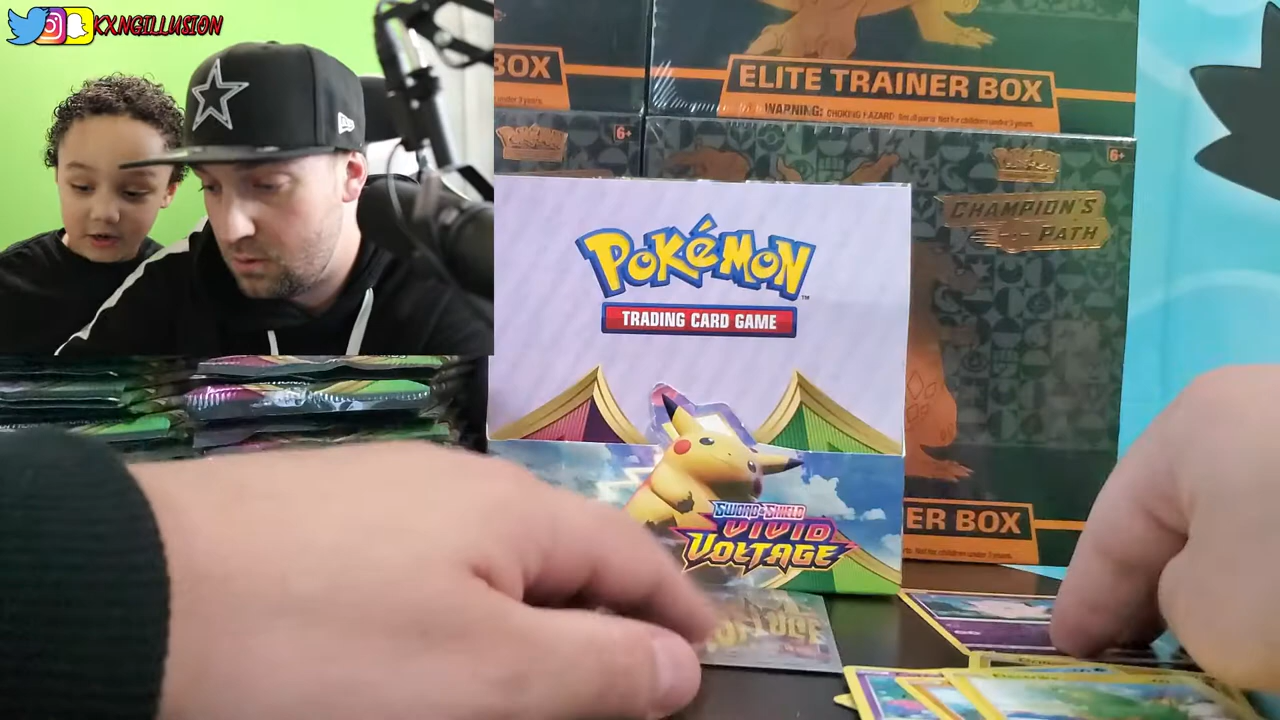 KXNGILLUSION
BOX
ELITE TRAINER BOX
WARNING: CHOKING HAZARD
6+
6+
CHAMPION'S
PATH
POKéMON
TM
TRADING CARD GAME
SWORD & SHIELD
VIVID
VOLTAGE
ER BOX